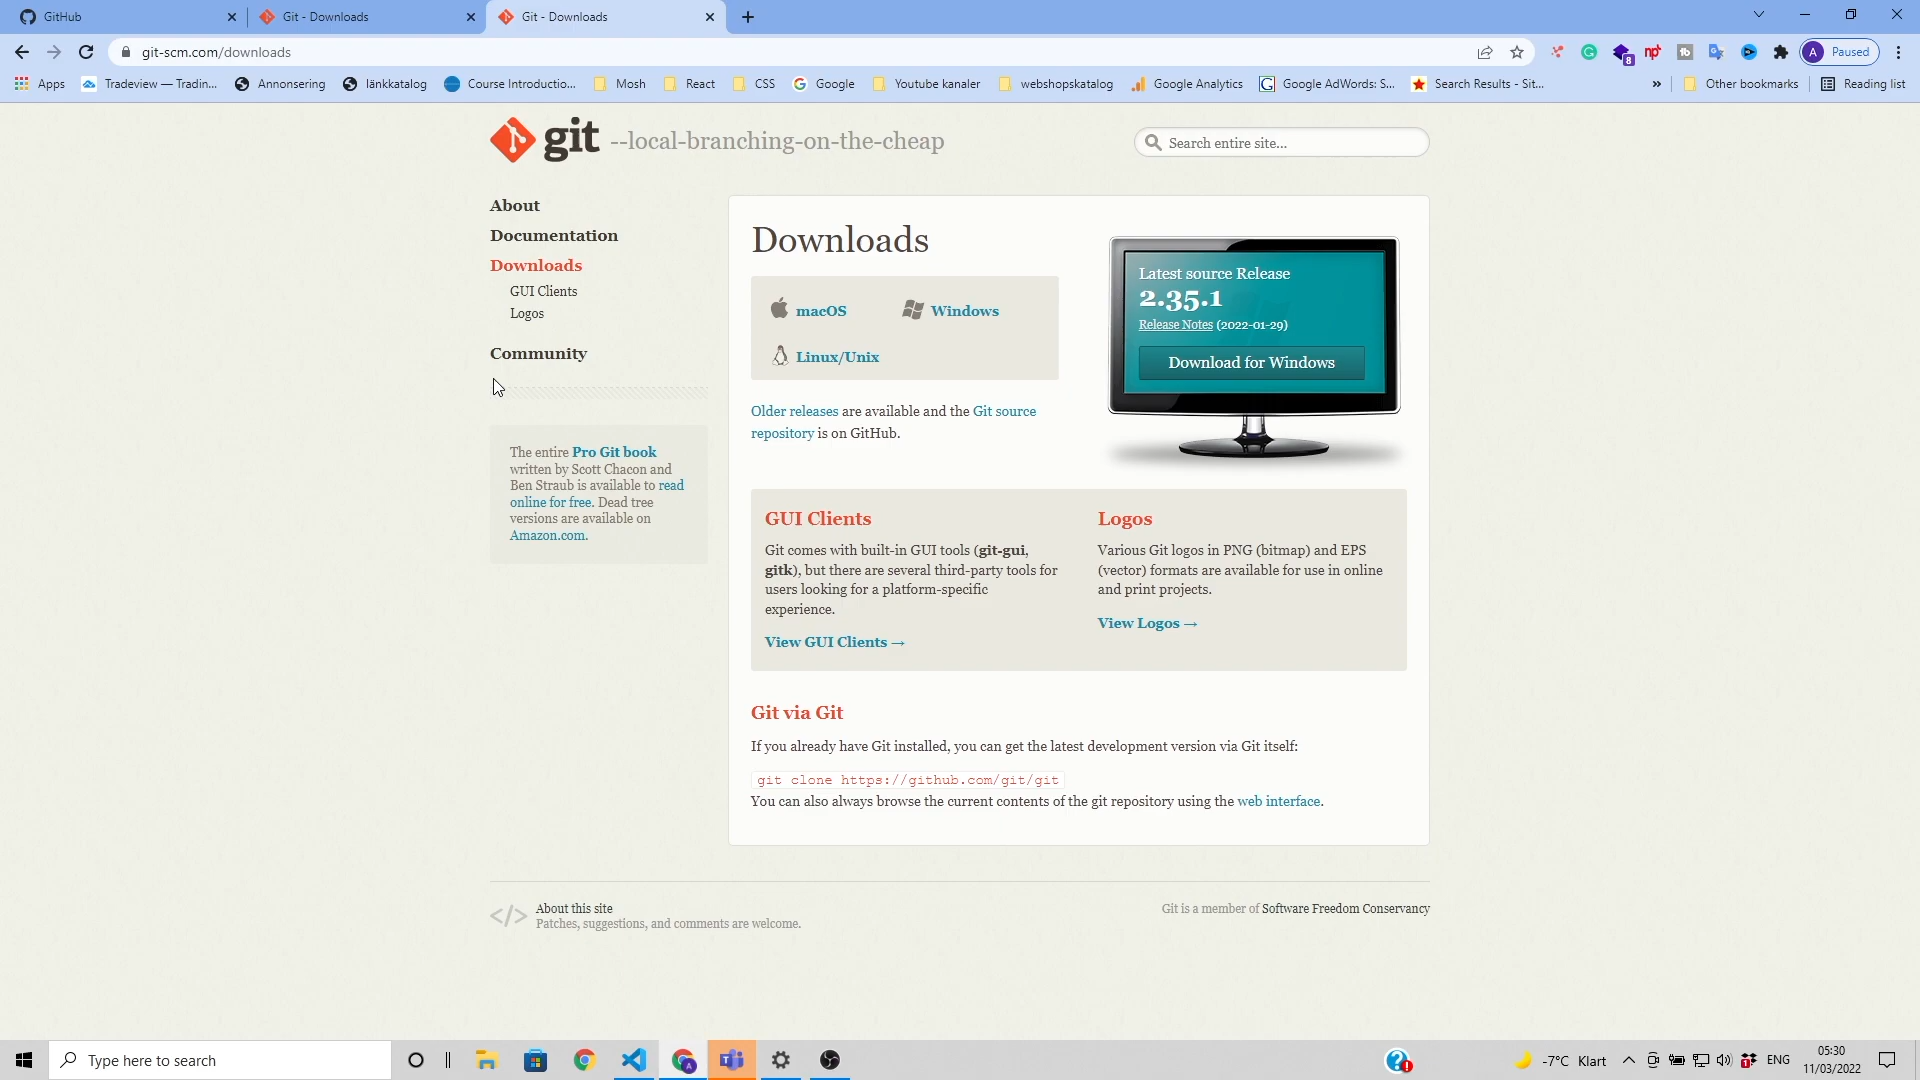 GitHub
Git - Downloads
Git - Downloads
git-scm.com/downloads
8
A
Paused
Apps
Tradeview — Tradin...
Annonsering
länkkatalog
Course Introductio...
Mosh
React
CSS
Google
Youtube kanaler
webshopskatalog
Google Analytics
Google AdWords: S...
Search Results - Sit...
»
Other bookmarks
Reading list
git --local-branching-on-the-cheap
Search entire site...
About
Documentation
Downloads
GUI Clients
Logos
Community
The entire Pro Git book
written by Scott Chacon and
Ben Straub is available to read
online for free. Dead tree
versions are available on
Amazon.com.
Downloads
macOS
Windows
Linux/Unix
Older releases are available and the Git source
repository is on GitHub.
Latest source Release
2.35.1
Release Notes (2022-01-29)
Download for Windows
GUI Clients
Git comes with built-in GUI tools (git-gui,
gitk), but there are several third-party tools for
users looking for a platform-specific
experience.
View GUI Clients →
Logos
Various Git logos in PNG (bitmap) and EPS
(vector) formats are available for use in online
and print projects.
View Logos →
Git via Git
If you already have Git installed, you can get the latest development version via Git itself:
git clone https://github.com/git/git
You can also always browse the current contents of the git repository using the web interface.
</> About this site
Patches, suggestions, and comments are welcome.
Git is a member of Software Freedom Conservancy
Type here to search
-7°C Klart
ENG
05:30
11/03/2022